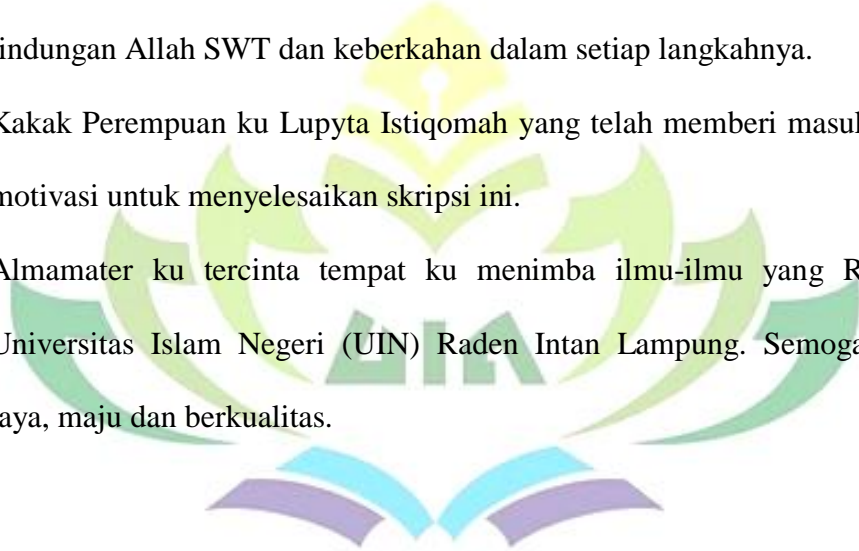 lindungan Allah SWT dan keberkahan dalam setiap langkahnya.
Kakak Perempuan ku Lupyta Istiqomah yang telah memberi
motivasi untuk menyelesaikan skripsi ini.
Almamater ku tercinta tempat ku menimba ilmu-ilmu yang
UIN
Universitas Islam Negeri (UIN) Raden Intan Lampung. Semoga
jaya, maju dan berkualitas.